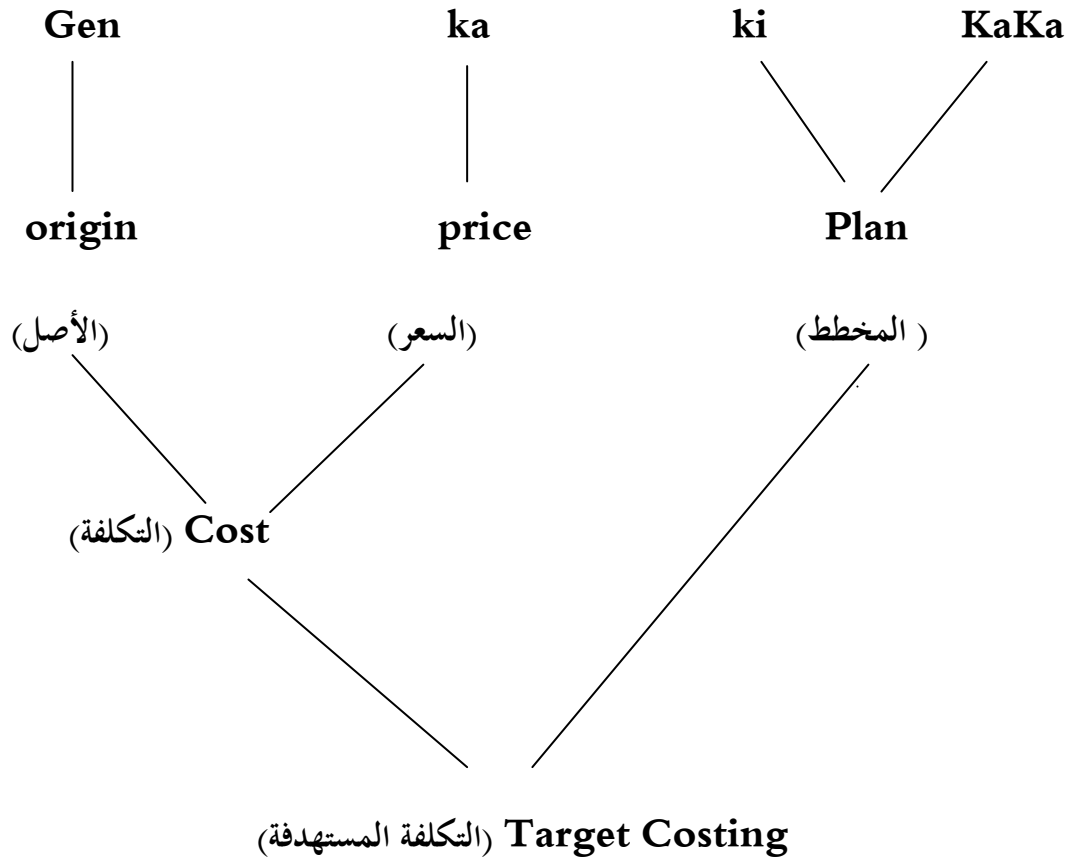 Gen ka ki KaKa
origin price Plan
(الأصل) (السعر) (المخطط )
(التكلفة) Cost
(التكلفة المستهدفة) Target Costing